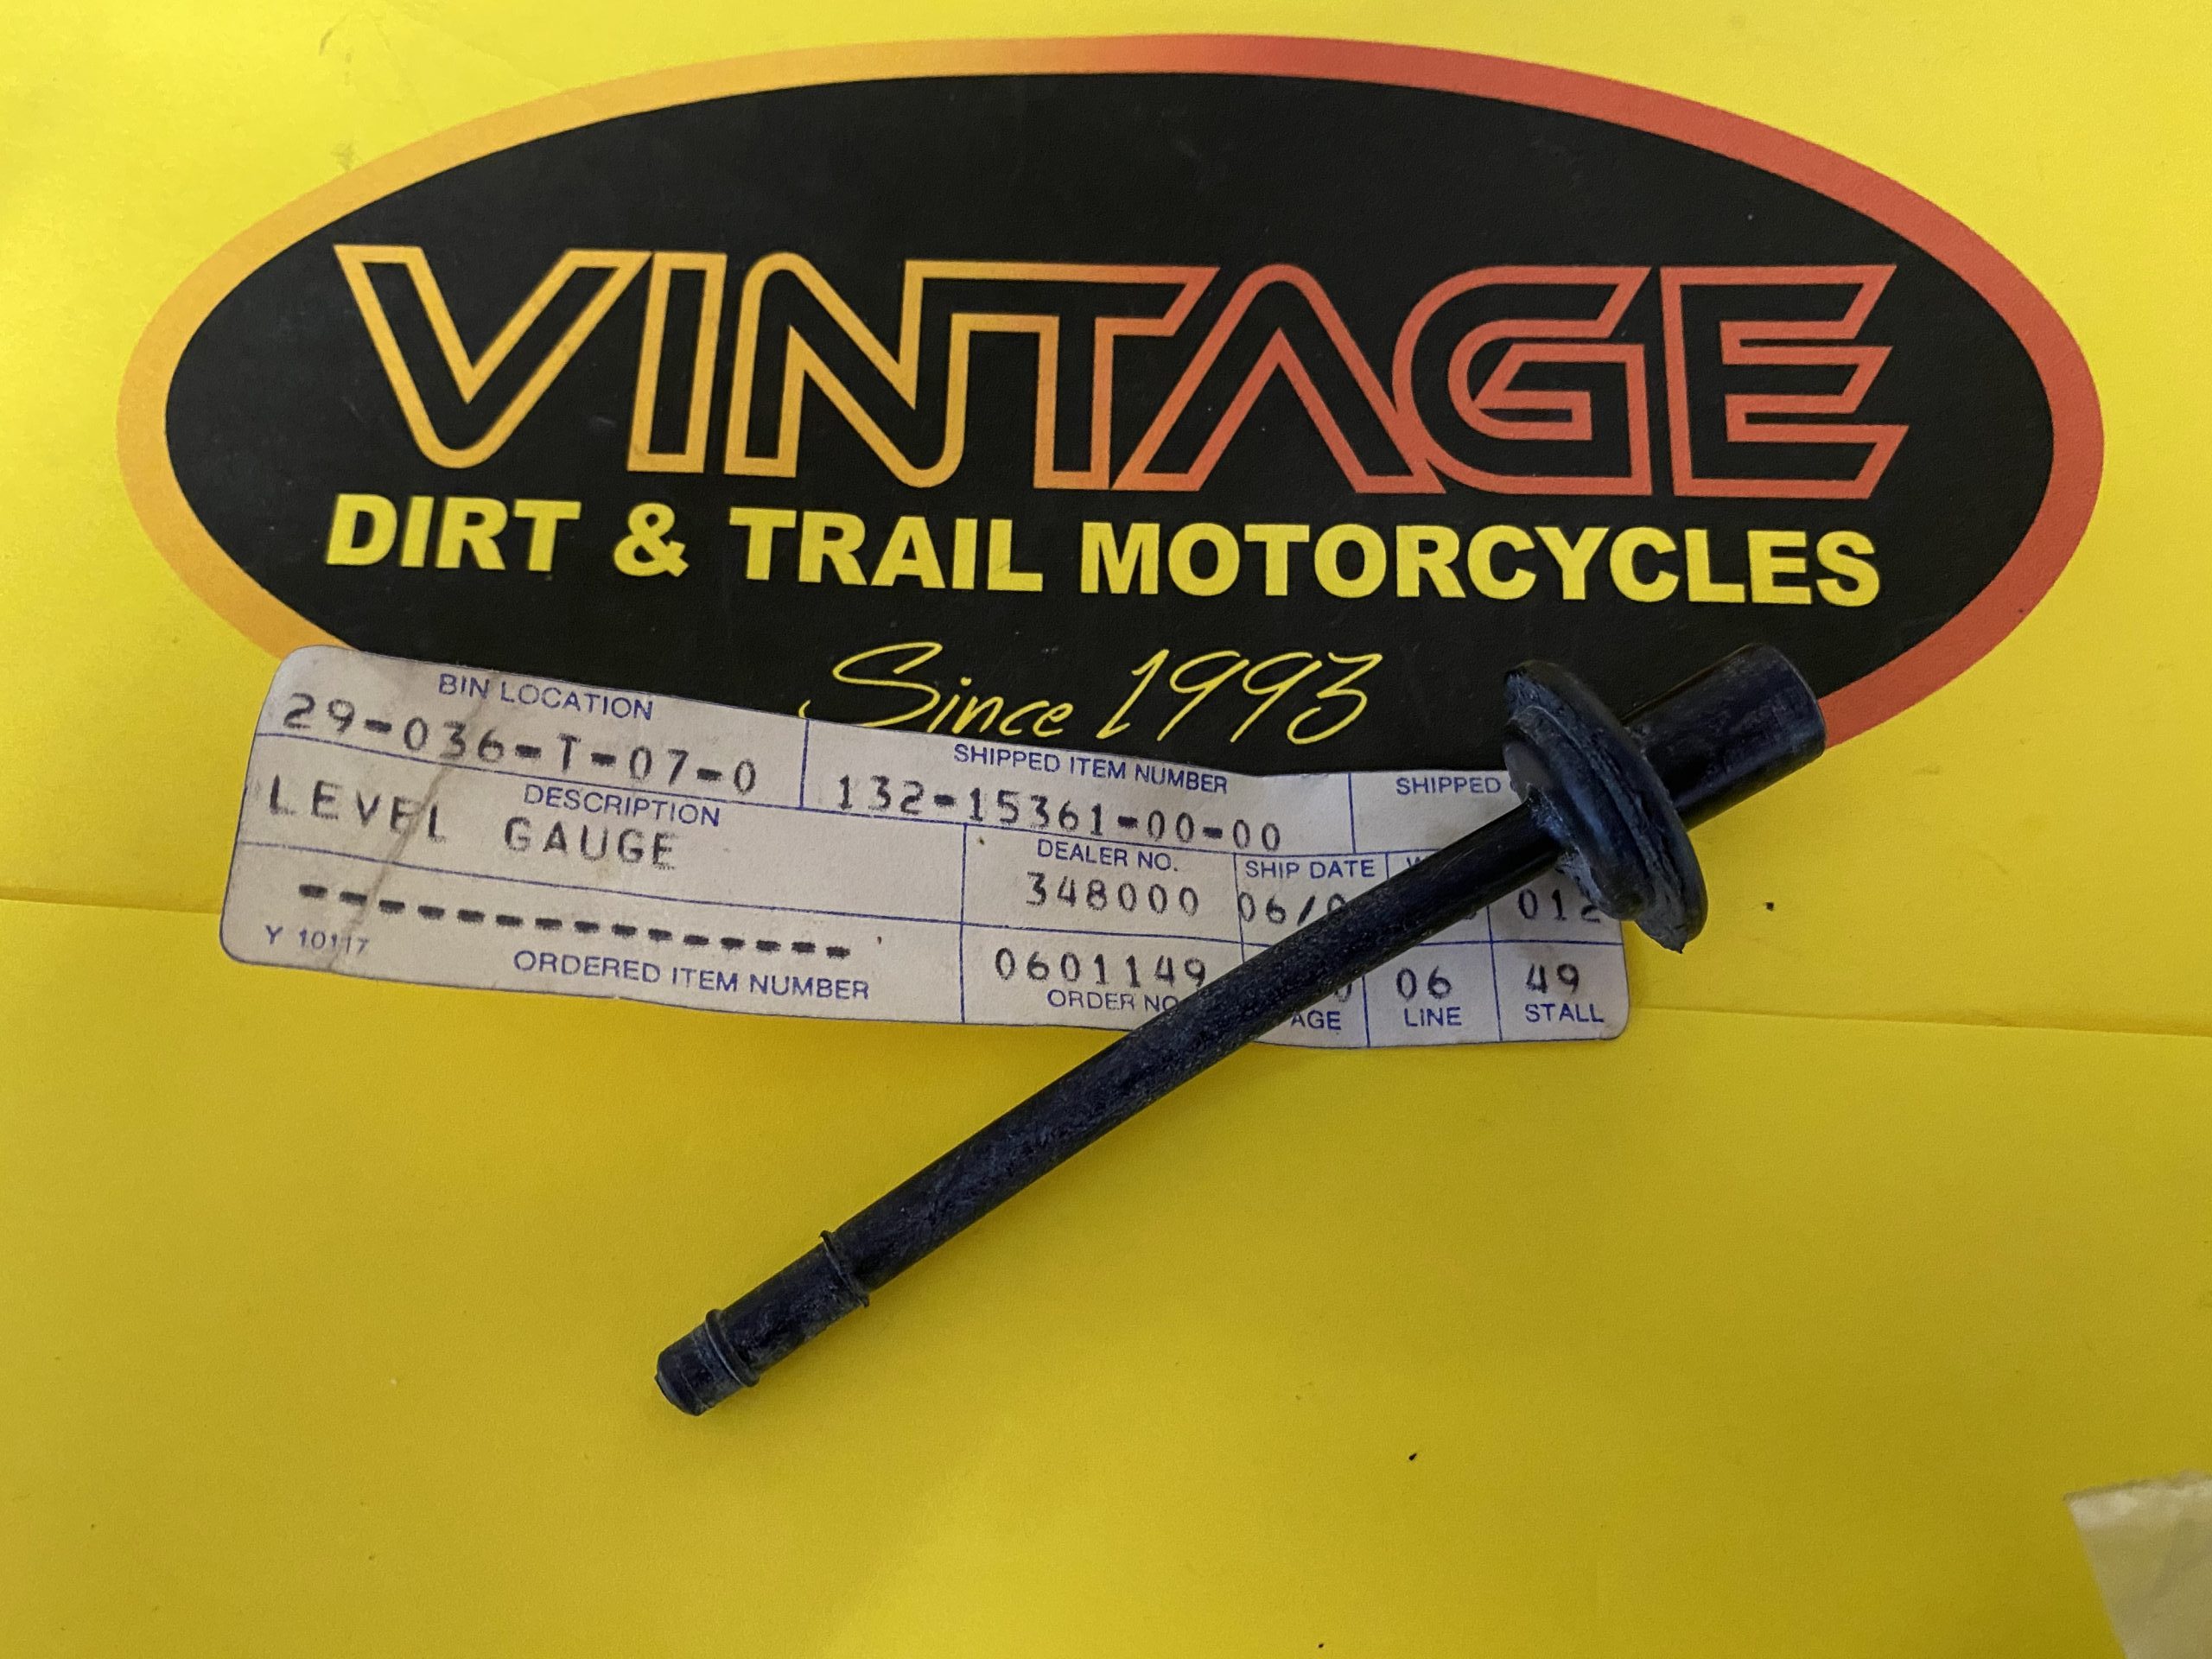 VINTAGE
DIRT & TRAIL MOTORCYCLES
Since 1993
BIN LOCATION
29-036-T-07-0
SHIPPED ITEM NUMBER
132-15361-00-00
SHIPPED
DESCRIPTION
LEVEL GAUGE
DEALER NO.
348000
SHIP DATE
06/0
012
----------------
Y 10117
ORDERED ITEM NUMBER
0601149
ORDER NO
06
LINE
49
STALL